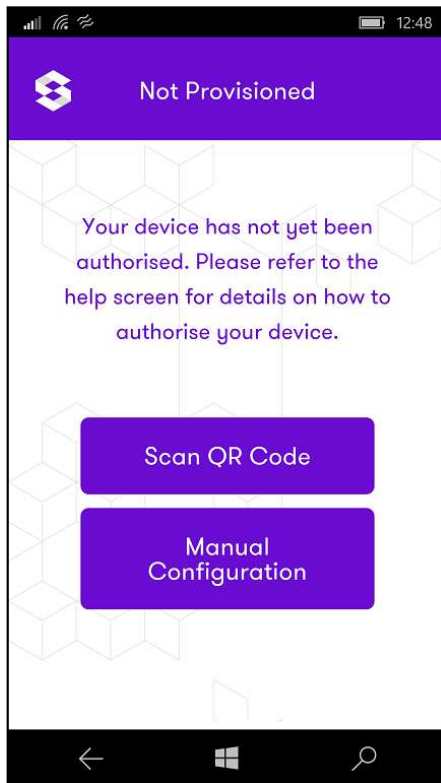 12:48
Not Provisioned
Your device has not yet been
authorised. Please refer to the
help screen for details on how to
authorise your device.
Scan QR Code
Manual
Configuration